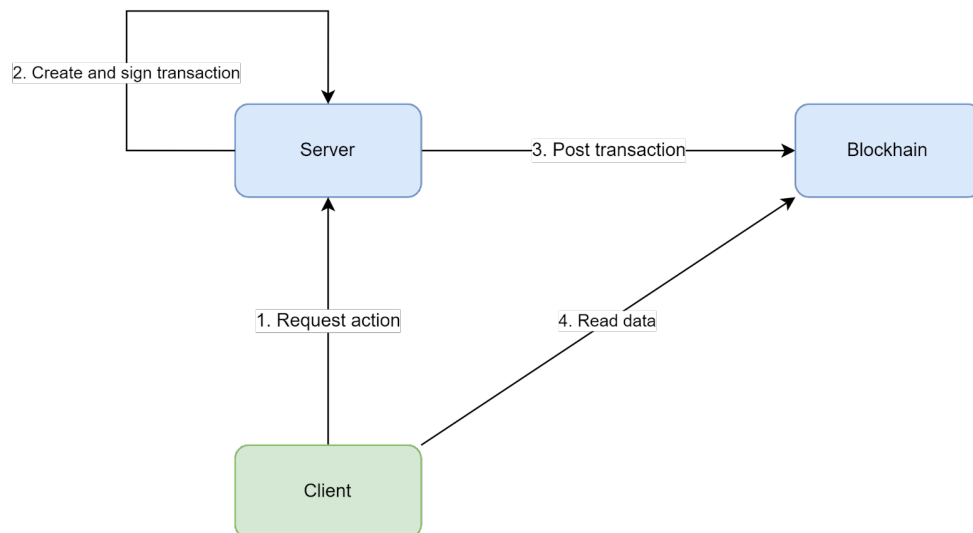 2. Create and sign transaction
Server
3. Post transaction
Blockhain
1. Request action
4. Read data
Client